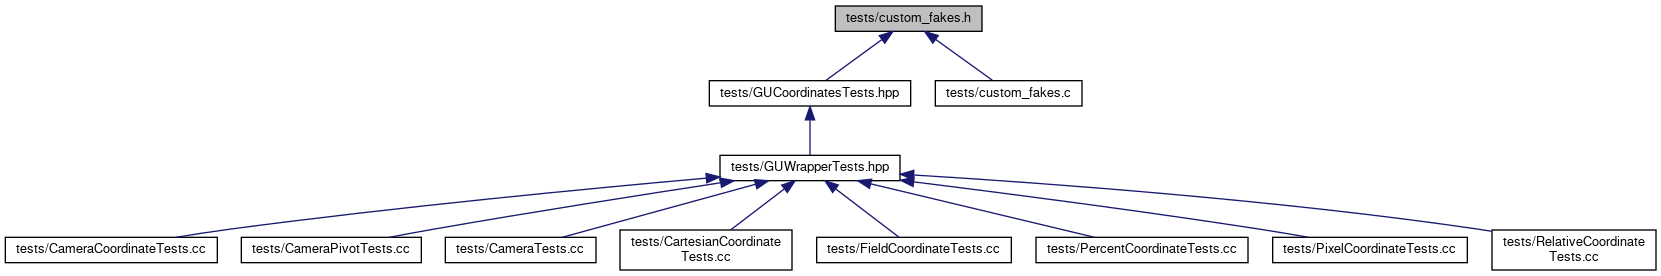 tests/custom_fakes.h
tests/GUCoordinatesTests.hpp
tests/custom_fakes.c
tests/GUWrapperTests.hpp
tests/CameraCoordinateTests.cc
tests/CameraPivotTests.cc
tests/CameraTests.cc
tests/CartesianCoordinate
Tests.cc
tests/FieldCoordinateTests.cc
tests/PercentCoordinateTests.cc
tests/PixelCoordinateTests.cc
tests/RelativeCoordinate
Tests.cc